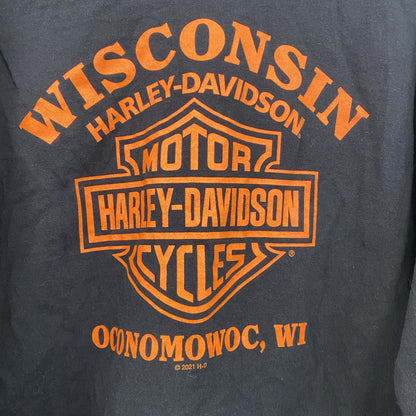 WISCONSIN
HARLEY-DAVIDSON
MOTOR
HARLEY-DAVIDSON
CYCLES
®
OCONOMOWOC, WI
© 2021 H-D